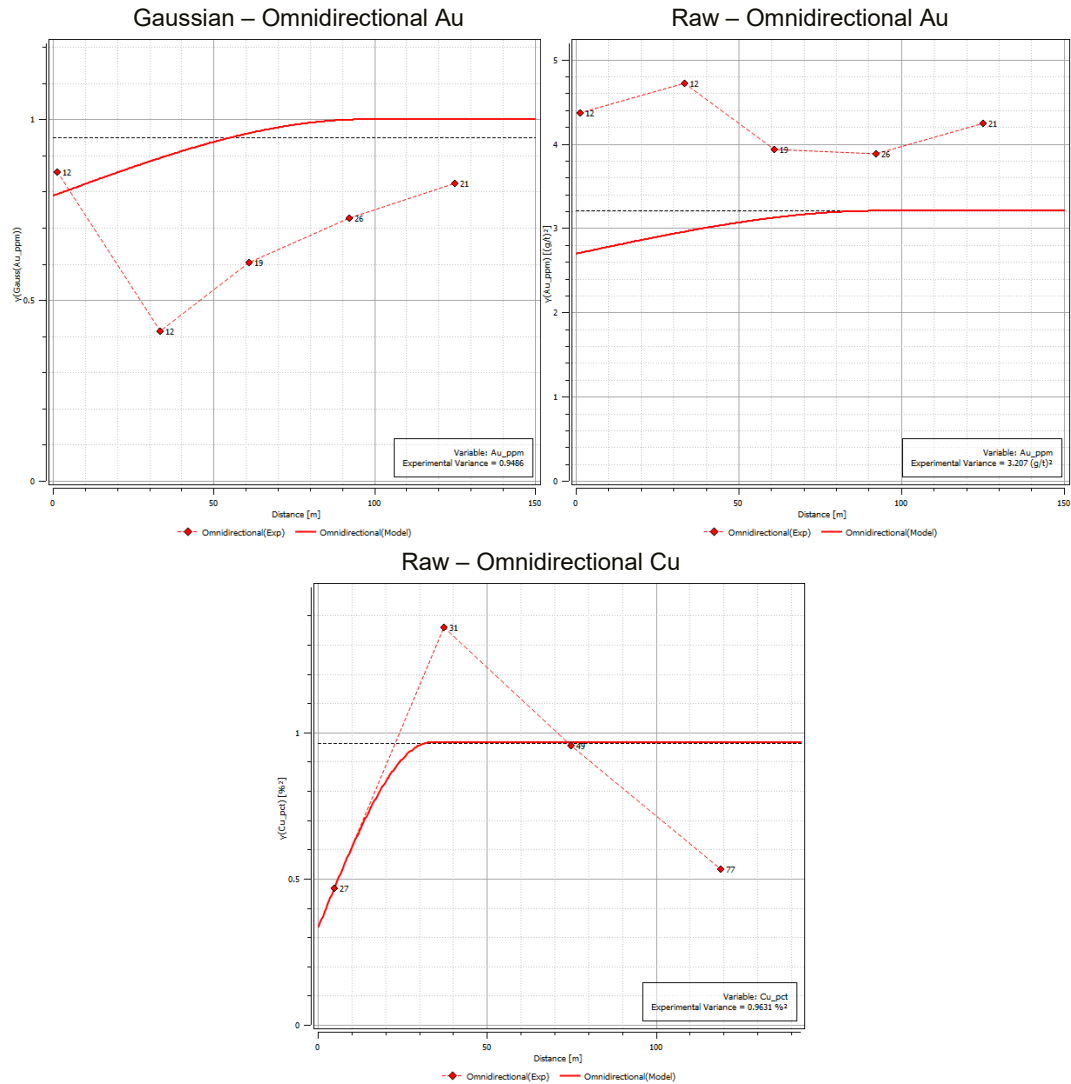 Gaussian – Omnidirectional Au
1
0.5
0
γ(Gauss(Au_ppm))
12
12
19
26
21
Variable: Au_ppm
Experimental Variance = 0.9486
0 50 100 150
Distance [m]
Omnidirectional(Exp) Omnidirectional(Model)
Raw – Omnidirectional Au
5
4
3
2
1
0
γ(Au_ppm) [(g/t)²]
12
12
19
26
21
Variable: Au_ppm
Experimental Variance = 3.207 (g/t)²
0 50 100 150
Distance [m]
Omnidirectional(Exp) Omnidirectional(Model)
Raw – Omnidirectional Cu
1
0.5
0
γ(Cu_pct) [%²]
27
31
49
77
Variable: Cu_pct
Experimental Variance = 0.9631 %²
0 50 100
Distance [m]
Omnidirectional(Exp) Omnidirectional(Model)